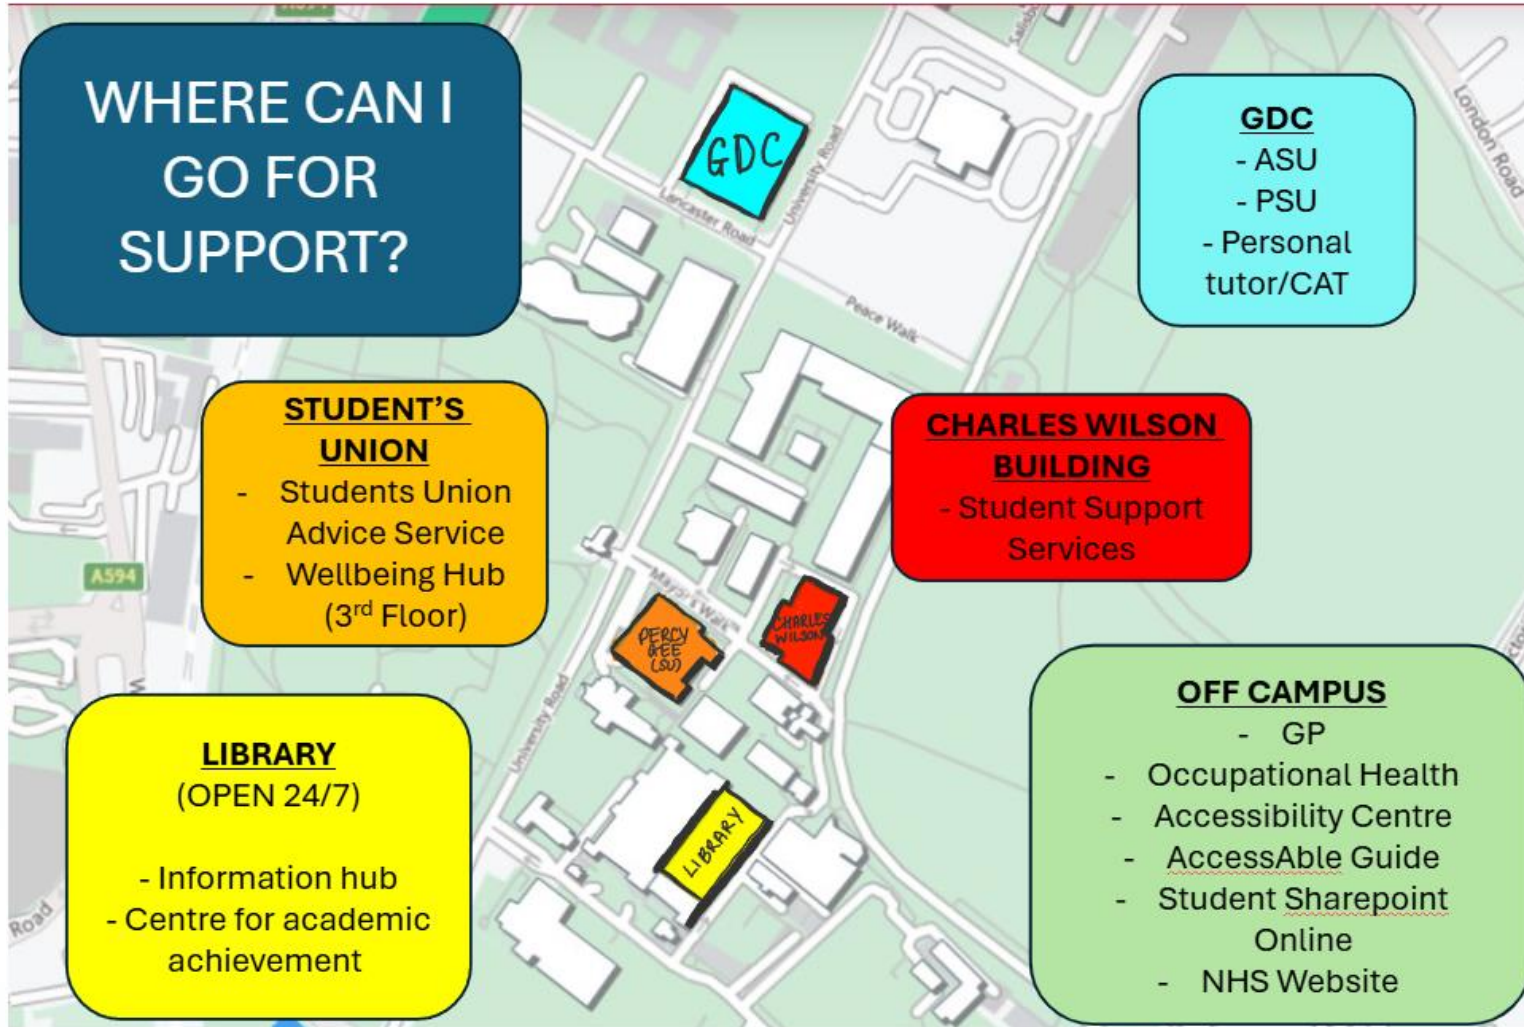 A594
WHERE CAN I
GO FOR
SUPPORT?
GDC
Lancaster Road
University Road
Peace Walk
London Road
GDC
- ASU
- PSU
- Personal
tutor/CAT
STUDENT’S
UNION
- Students Union
Advice Service
- Wellbeing Hub
(3rd Floor)
CHARLES WILSON
BUILDING
- Student Support
Services
A594
Mayor's Walk
PERCY
GEE
(SU)
CHARLES
WILSON
University Road
LIBRARY
(OPEN 24/7)
- Information hub
- Centre for academic
achievement
Road
LIBRARY
OFF CAMPUS
- GP
- Occupational Health
- Accessibility Centre
- AccessAble Guide
- Student Sharepoint
Online
- NHS Website